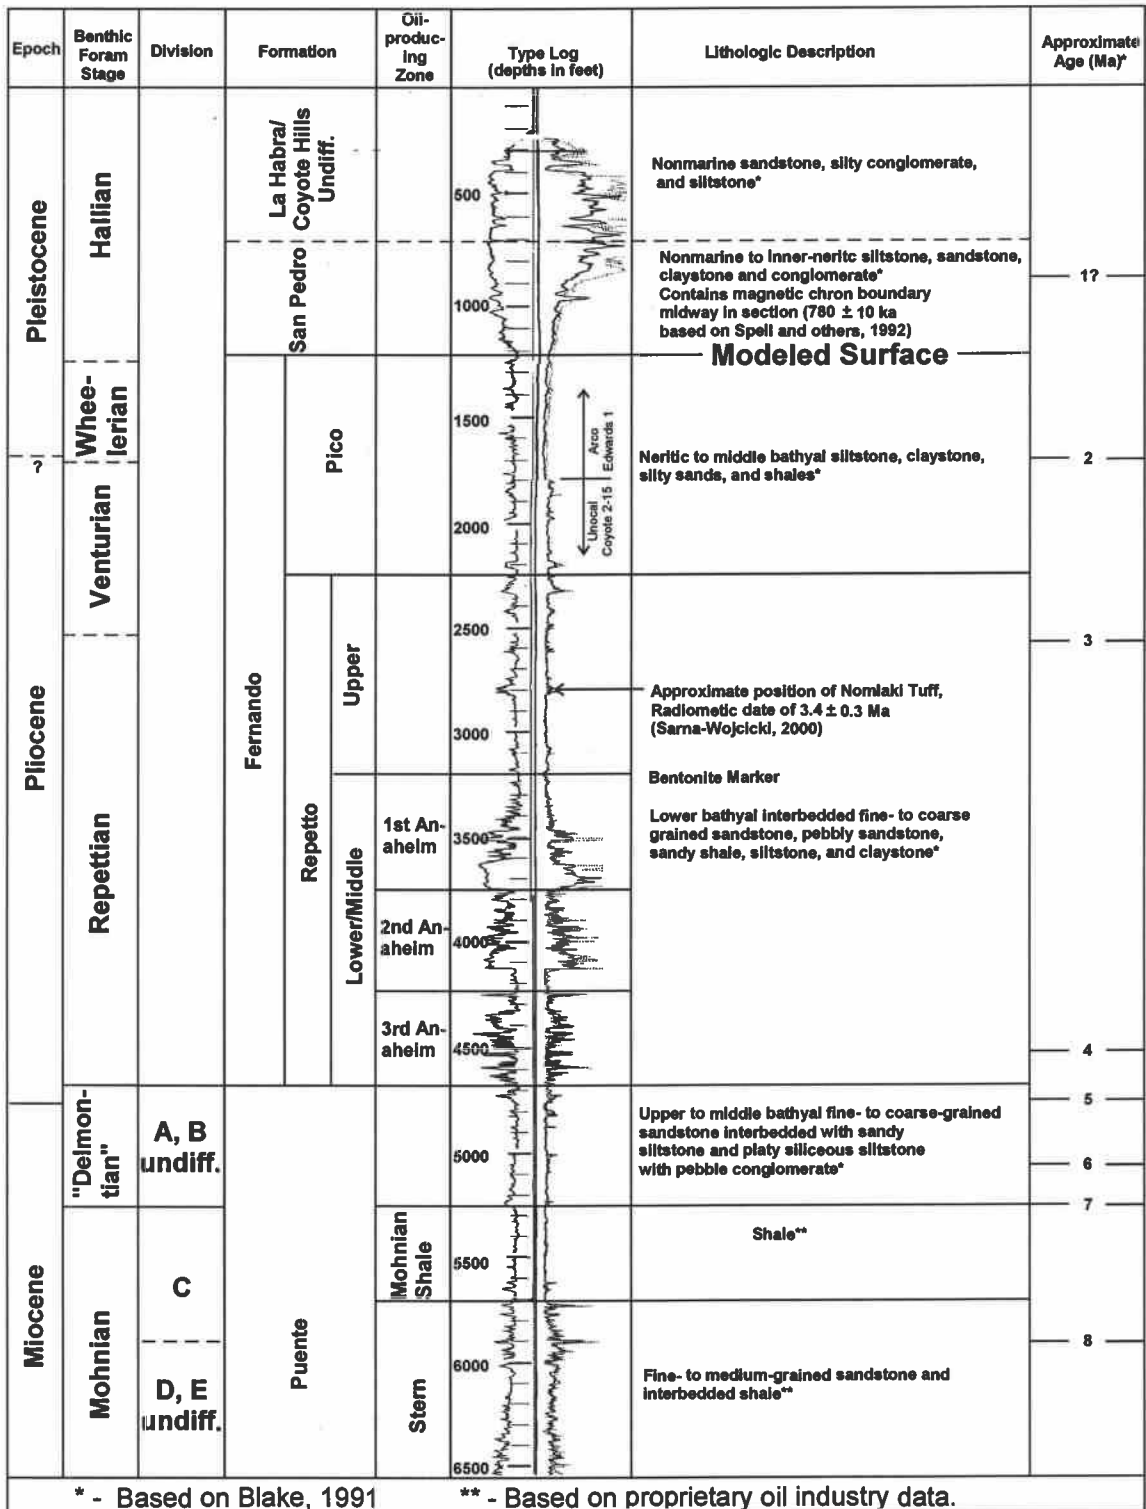 Epoch
Benthic
Foram
Stage
Division
Formation
Oil-
produc-
ing
Zone
Type Log
(depths in feet)
Lithologic Description
Approximate
Age (Ma)*
Pleistocene
?
Pliocene
Miocene
Hallian
Whee-
lerian
Venturian
Repettian
"Delmon-
tian"
Mohnian
A, B
undiff.
C
D, E
undiff.
La Habra/
Coyote Hills
Undiff.
San Pedro
Fernando
Pico
Repetto
Upper
Lower/Middle
Puente
1st An-
aheim
2nd An-
aheim
3rd An-
aheim
Mohnian
Shale
Stern
500
1000
1500
2000
2500
3000
3500
4000
4500
5000
5500
6000
6500
Arco
Edwards 1
Unocal
Coyote 2-15
Nonmarine sandstone, silty conglomerate,
and siltstone*
Nonmarine to inner-neritc siltstone, sandstone,
claystone and conglomerate*
Contains magnetic chron boundary
midway in section (780 ± 10 ka
based on Spell and others, 1992)
Modeled Surface
Neritic to middle bathyal siltstone, claystone,
silty sands, and shales*
Approximate position of Nomlaki Tuff,
Radiometic date of 3.4 ± 0.3 Ma
(Sarna-Wojcicki, 2000)
Bentonite Marker
Lower bathyal interbedded fine- to coarse
grained sandstone, pebbly sandstone,
sandy shale, siltstone, and claystone*
Upper to middle bathyal fine- to coarse-grained
sandstone interbedded with sandy
siltstone and platy siliceous siltstone
with pebble conglomerate*
Shale**
Fine- to medium-grained sandstone and
interbedded shale**
1?
2
3
4
5
6
7
8
* - Based on Blake, 1991
** - Based on proprietary oil industry data.